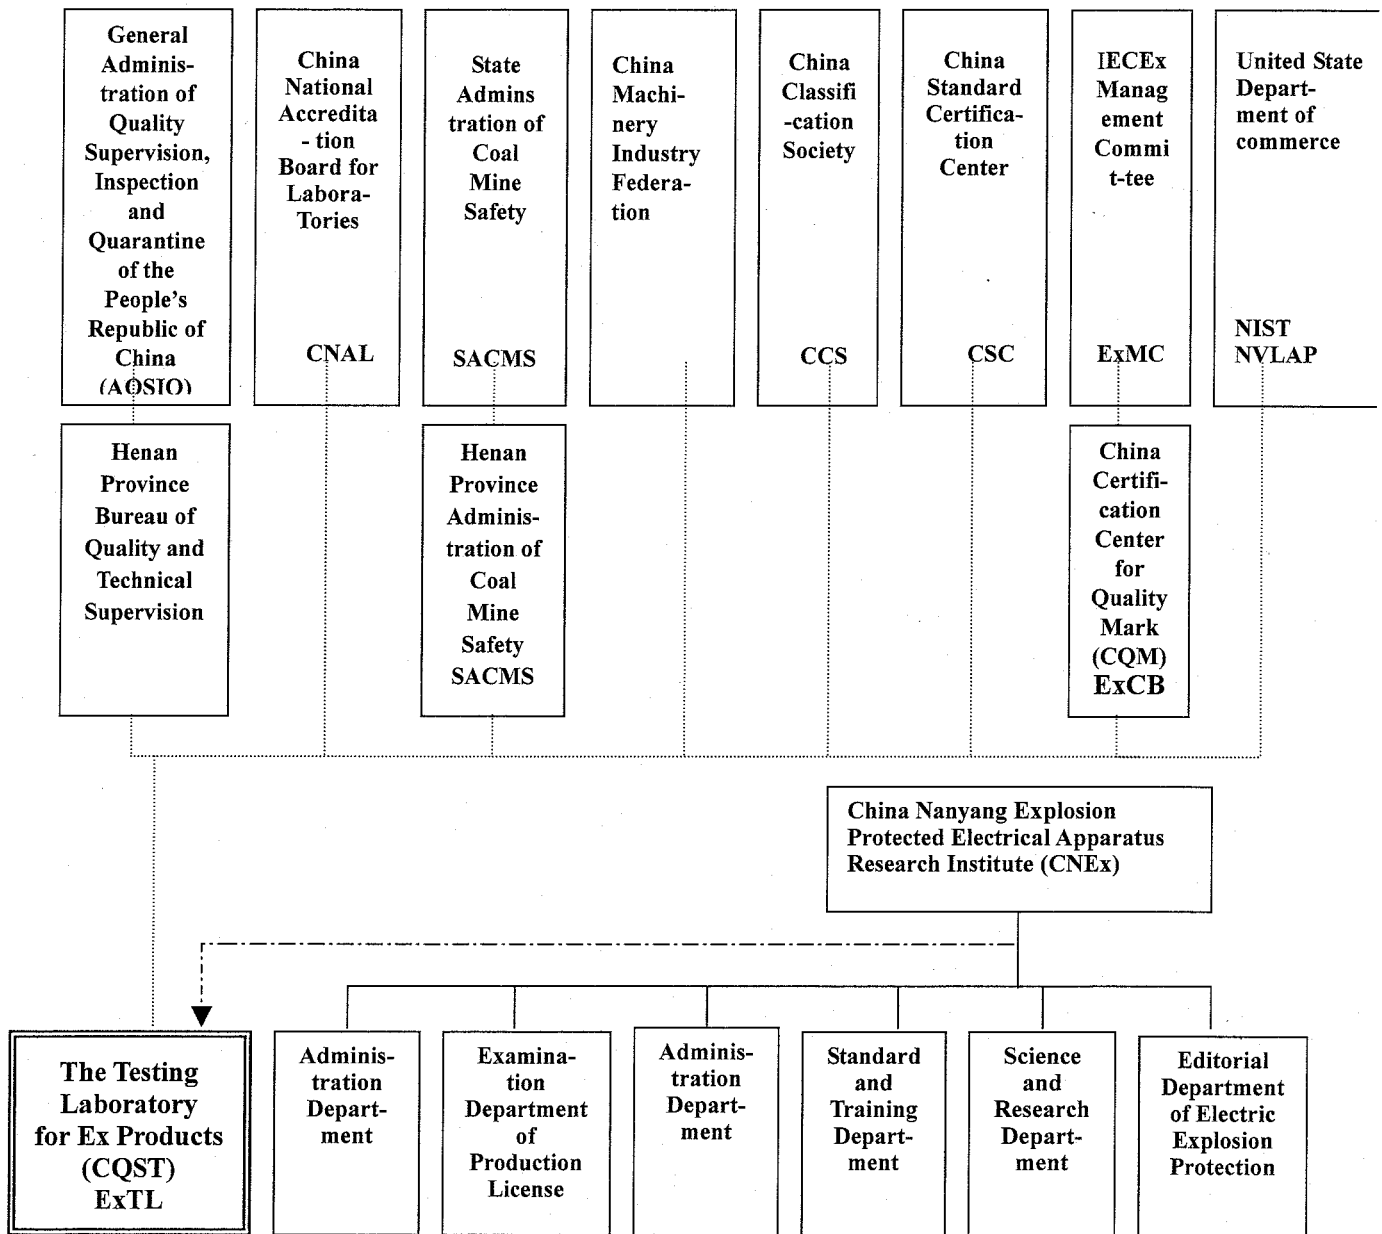 General
Adminis-
tration of
Quality
Supervision,
Inspection
and
Quarantine
of the
People's
Republic of
China
(AOSIO)
China
National
Accredita
- tion
Board for
Labora-
Tories
CNAL
State
Admins
tration of
Coal
Mine
Safety
SACMS
China
Machi-
nery
Industry
Federa-
tion
China
Classifi
-cation
Society
CCS
China
Standard
Certifica-
tion
Center
CSC
IECEx
Manag
ement
Commi
t-tee
ExMC
United State
Depart-
ment of
commerce
NIST
NVLAP
Henan
Province
Bureau of
Quality and
Technical
Supervision
Henan
Province
Adminis-
tration of
Coal
Mine
Safety
SACMS
China
Certifi-
cation
Center
for
Quality
Mark
(CQM)
ExCB
China Nanyang Explosion
Protected Electrical Apparatus
Research Institute (CNEx)
The Testing
Laboratory
for Ex Products
(CQST)
ExTL
Adminis-
tration
Depart-
ment
Examina-
tion
Department
of
Production
License
Adminis-
tration
Depart-
ment
Standard
and
Training
Depart-
ment
Science
and
Research
Depart-
ment
Editorial
Department
of Electric
Explosion
Protection